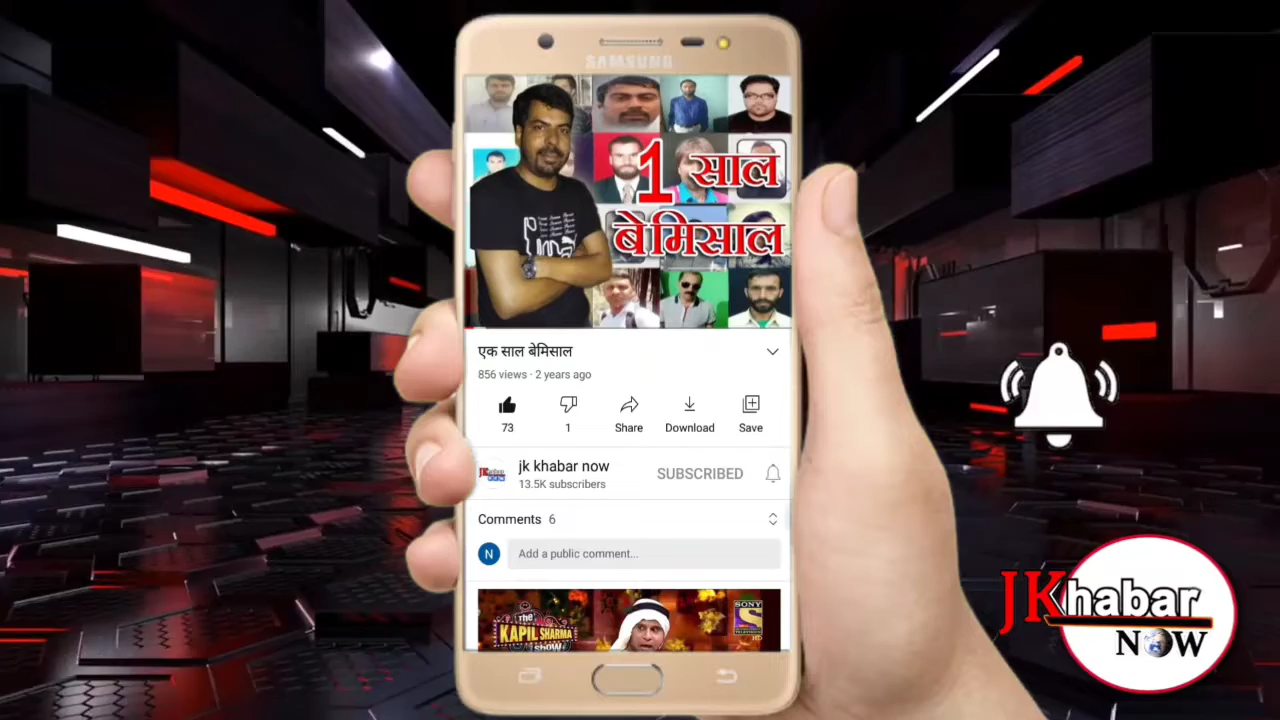 SAMSUNG
1 साल
बेमिसाल
एक साल बेमिसाल
856 views · 2 years ago
73
1
Share
Download
Save
jk khabar now
13.5K subscribers
SUBSCRIBED
Comments 6
N
Add a public comment...
The
KAPIL SHARMA
Show
SONY
HD
JKhabar
NOW